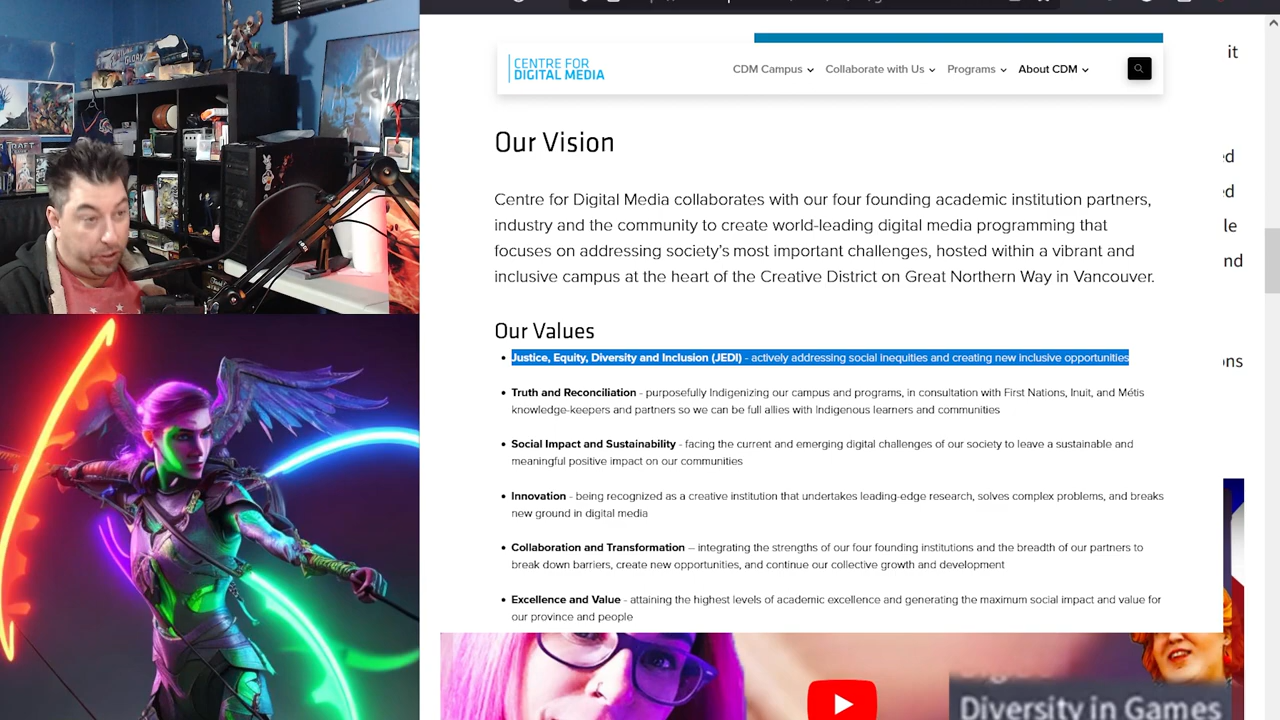 CENTRE FOR
DIGITAL MEDIA
CDM Campus
Collaborate with Us
Programs
About CDM
it
Our Vision
ed
Centre for Digital Media collaborates with our four founding academic institution partners,
ed
industry and the community to create world-leading digital media programming that
le
focuses on addressing society's most important challenges, hosted within a vibrant and
nd
inclusive campus at the heart of the Creative District on Great Northern Way in Vancouver.
Our Values
• Justice, Equity, Diversity and Inclusion (JEDI) - actively addressing social inequities and creating new inclusive opportunities
ons
• Truth and Reconciliation - purposefully Indigenizing our campus and programs, in consultation with First Nations, Inuit, and Métis
knowledge-keepers and partners so we can be full allies with Indigenous learners and communities
• Social Impact and Sustainability - facing the current and emerging digital challenges of our society to leave a sustainable and
meaningful positive impact on our communities
• Innovation - being recognized as a creative institution that undertakes leading-edge research, solves complex problems, and breaks
new ground in digital media
• Collaboration and Transformation – integrating the strengths of our four founding institutions and the breadth of our partners to
break down barriers, create new opportunities, and continue our collective growth and development
• Excellence and Value - attaining the highest levels of academic excellence and generating the maximum social impact and value for
our province and people
Diversity in Games